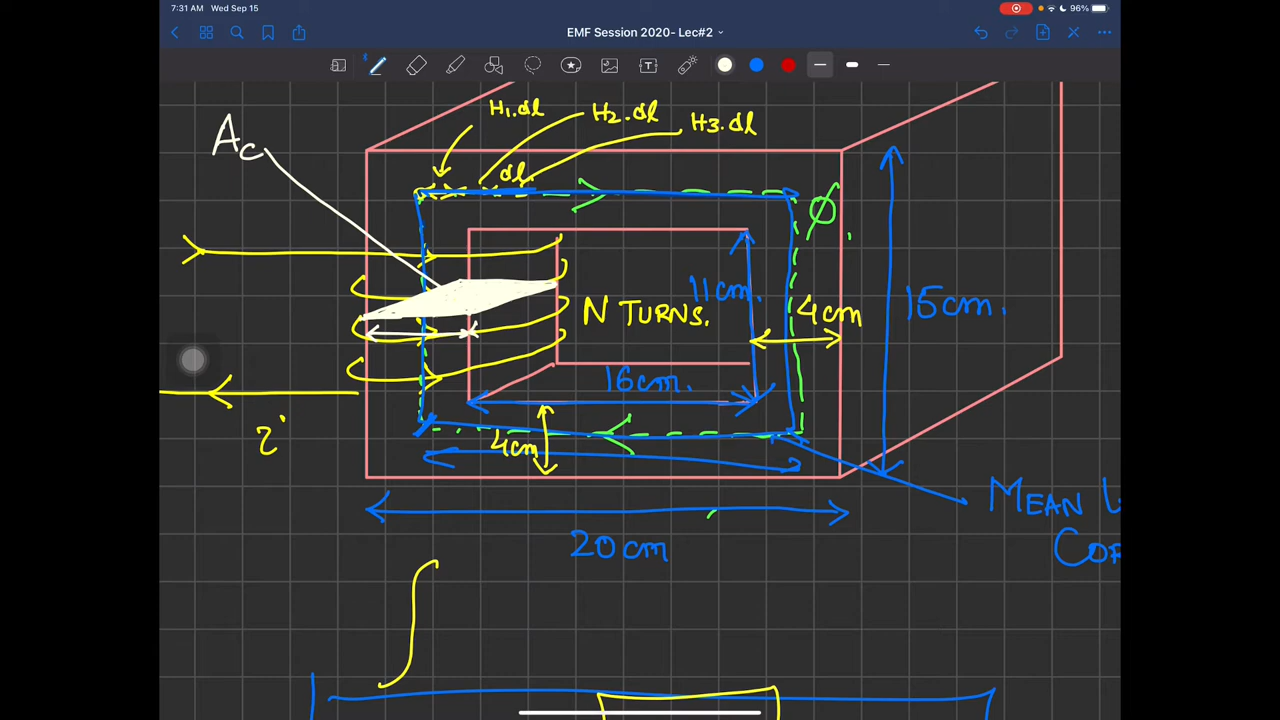 7:31 AM Wed Sep 15
96%
EMF Session 2020- Lec#2
H1.dl
H2.dl
H3.dl
Ac
dl
Ø
11cm.
N TURNS.
4cm
15cm.
16cm.
i
4cm
MEAN
20cm